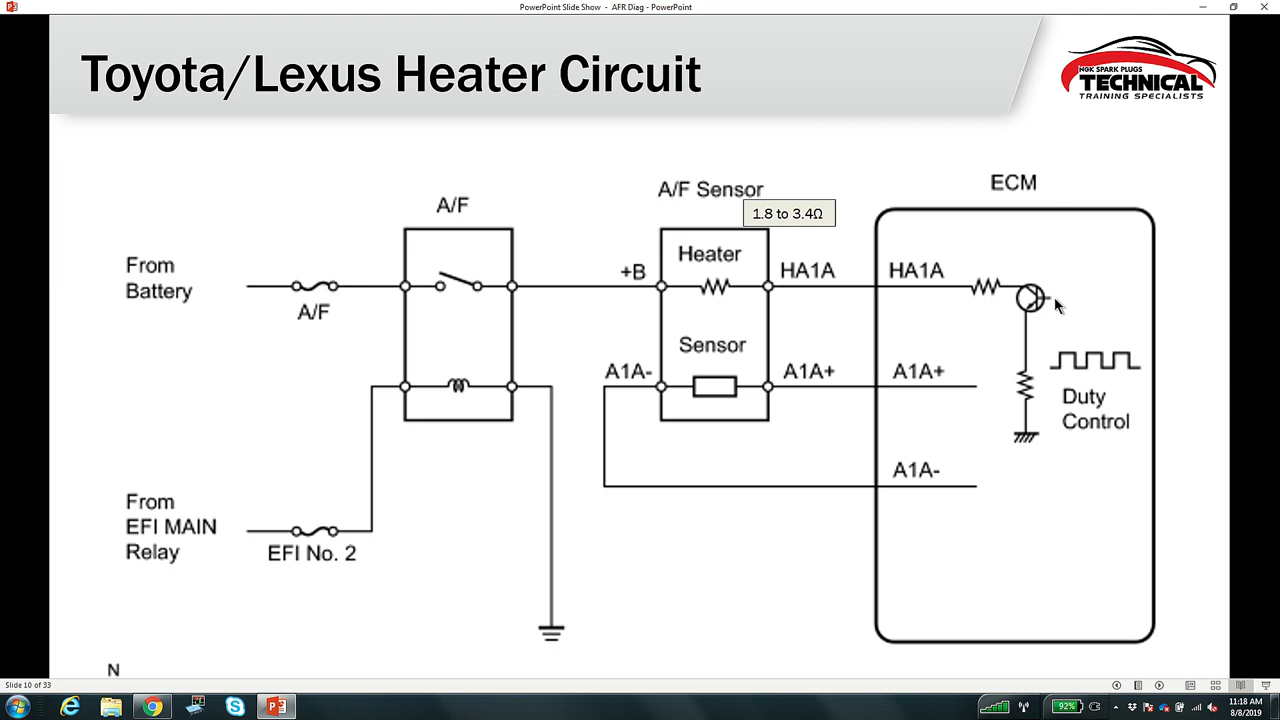 PowerPoint Slide Show - AFR Diag - PowerPoint
Toyota/Lexus Heater Circuit
NGK SPARK PLUGS
TECHNICAL
TRAINING SPECIALISTS
ECM
A/F Sensor
A/F
1.8 to 3.4Ω
From
Battery
A/F
+B
Heater
HA1A
HA1A
Sensor
A1A-
A1A+
A1A+
Duty
Control
A1A-
From
EFI MAIN
Relay
EFI No. 2
N
Slide 10 of 33
92%
11:18 AM
8/8/2019